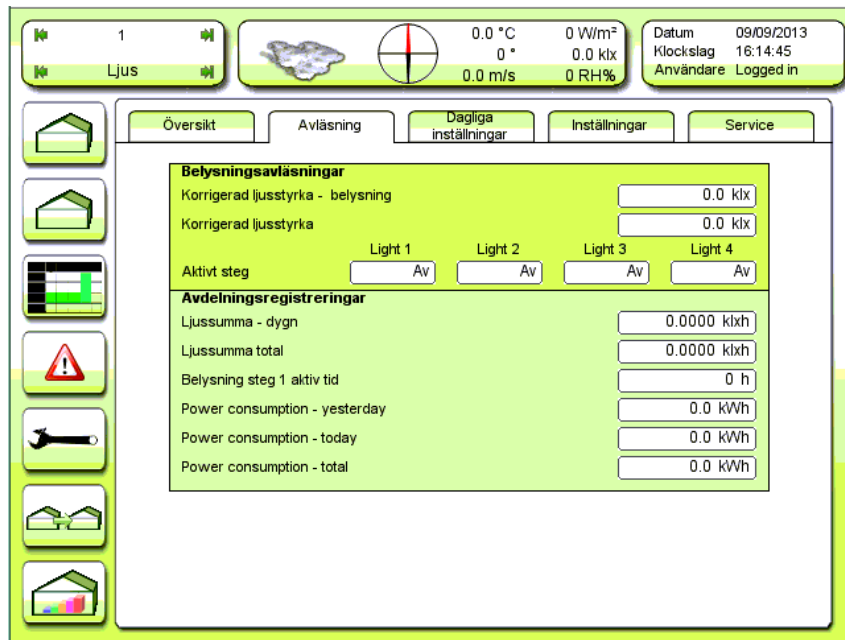 1
Ljus
0.0 °C 0 W/m²
0 ° 0.0 klx
0.0 m/s 0 RH%
Datum 09/09/2013
Klockslag 16:14:45
Användare Logged in
Översikt
Avläsning
Dagliga
inställningar
Inställningar
Service
Belysningsavläsningar
Korrigerad ljusstyrka - belysning 0.0 klx
Korrigerad ljusstyrka 0.0 klx
Light 1 Light 2 Light 3 Light 4
Aktivt steg Av Av Av Av
Avdelningsregistreringar
Ljussumma - dygn 0.0000 klxh
Ljussumma total 0.0000 klxh
Belysning steg 1 aktiv tid 0 h
Power consumption - yesterday 0.0 kWh
Power consumption - today 0.0 kWh
Power consumption - total 0.0 kWh